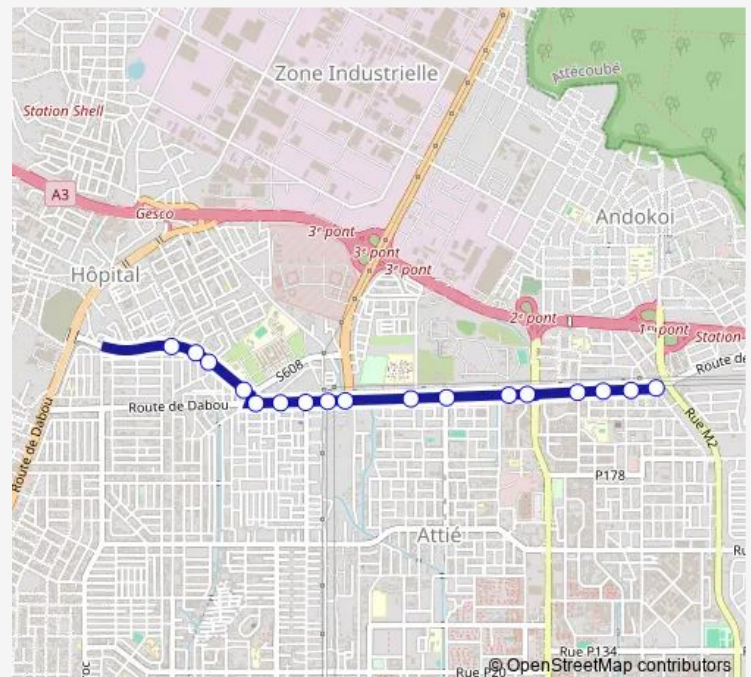 Zone Industrielle
Attécoubé
Station Shell
A3
Gesco
3e pont
Andokoi
3e pont
3e pont
Hôpital
2e pont
1er pont
Station
S608
Route de
Route de Dabou
Route de Dabou
Rue M2
P178
Attié
Ru
Rue P134
Rue P20
© OpenStreetMap contributors